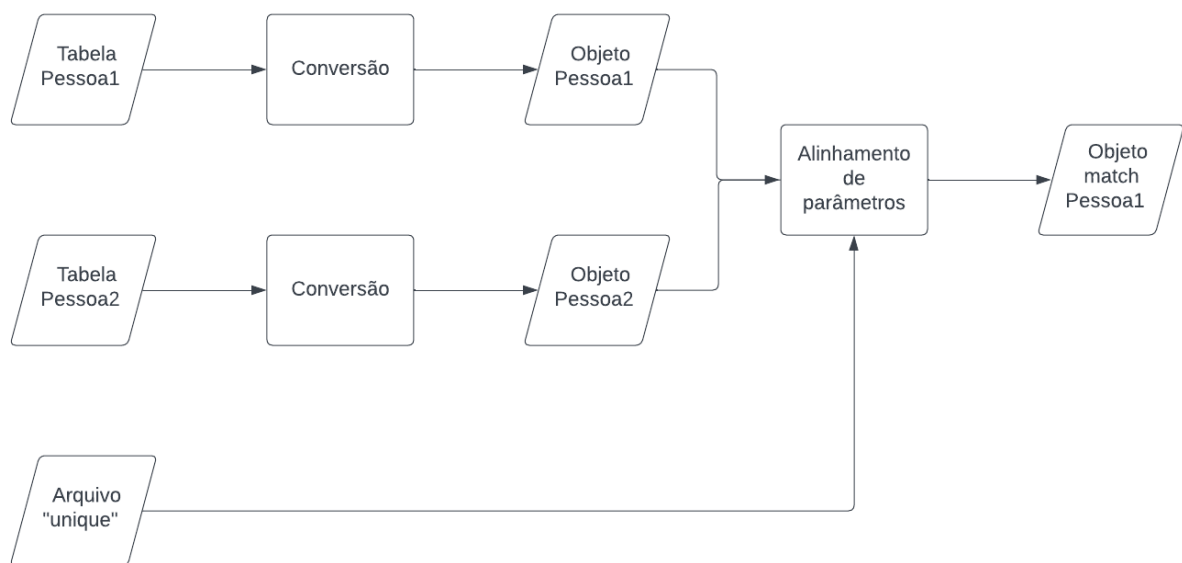 Tabela
Pessoa1
Conversão
Objeto
Pessoa1
Alinhamento
de
parâmetros
Objeto
match
Pessoa1
Tabela
Pessoa2
Conversão
Objeto
Pessoa2
Arquivo
"unique"